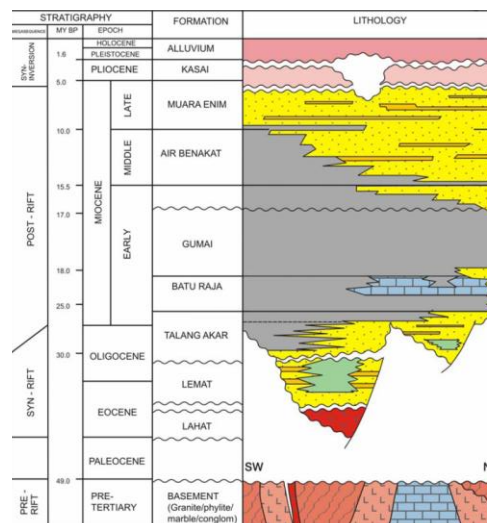 STRATIGRAPHY
FORMATION
LITHOLOGY
MEGASEQUENCE
MY BP
EPOCH
SYN-
INVERSION
HOLOCENE
1.6
PLEISTOCENE
ALLUVIUM
PLIOCENE
KASAI
5.0
POST - RIFT
MIOCENE
LATE
MUARA ENIM
10.0
MIDDLE
AIR BENAKAT
15.5
17.0
EARLY
GUMAI
18.0
BATU RAJA
25.0
TALANG AKAR
30.0
OLIGOCENE
SYN - RIFT
LEMAT
EOCENE
LAHAT
PALEOCENE
49.0
SW
N
PRE -
RIFT
PRE-
TERTIARY
BASEMENT
(Granite/phylite/
marble/conglom)